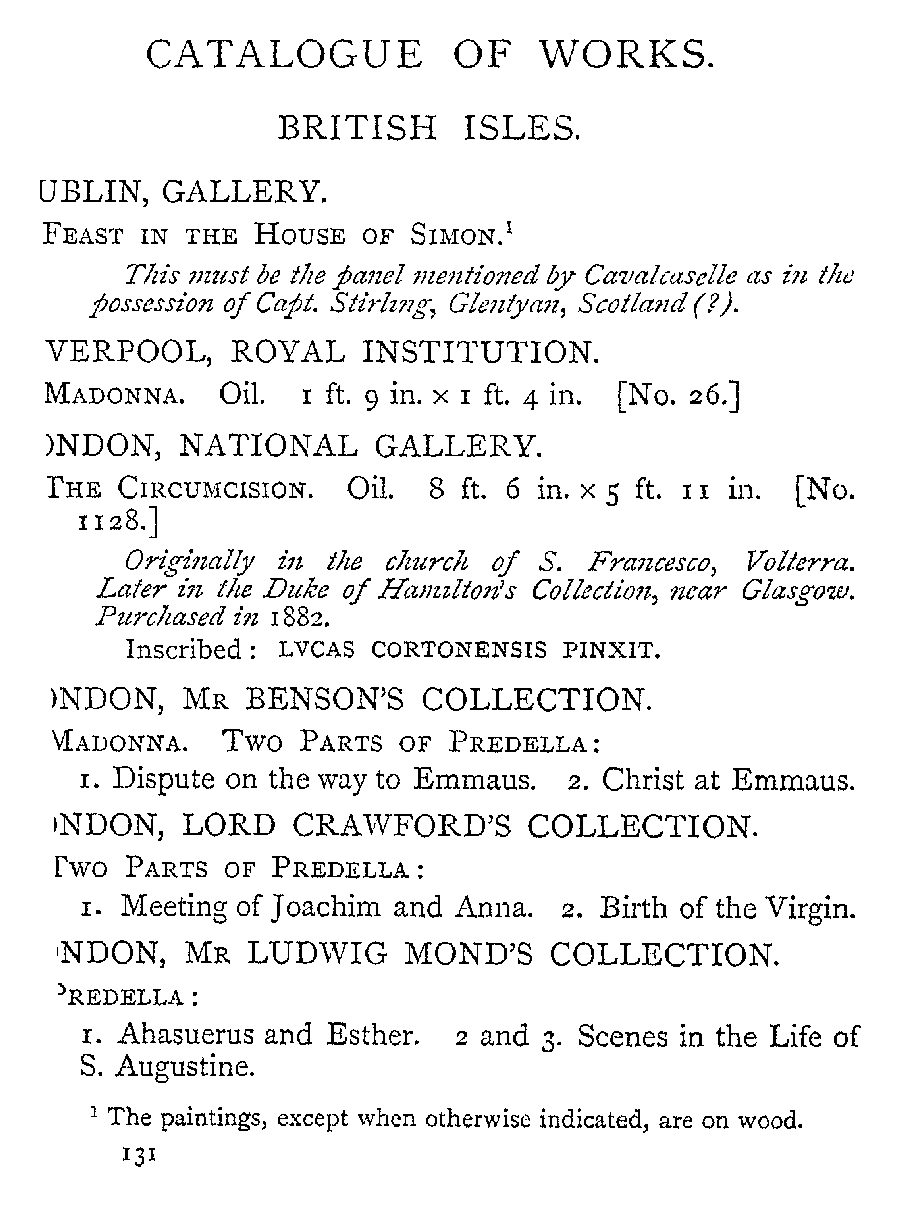 CATALOGUE OF WORKS.
BRITISH ISLES.
UBLIN, GALLERY.
FEAST IN THE HOUSE OF SIMON.¹
This must be the panel mentioned by Cavalcaselle as in the
possession of Capt. Stirling, Glentyan, Scotland (?).
VERPOOL, ROYAL INSTITUTION.
MADONNA. Oil. 1 ft. 9 in. × 1 ft. 4 in. [No. 26.]
ONDON, NATIONAL GALLERY.
THE CIRCUMCISION. Oil. 8 ft. 6 in. × 5 ft. 11 in. [No.
1128.]
Originally in the church of S. Francesco, Volterra.
Later in the Duke of Hamilton's Collection, near Glasgow.
Purchased in 1882.
Inscribed: LVCAS CORTONENSIS PINXIT.
ONDON, MR BENSON'S COLLECTION.
MADONNA. TWO PARTS OF PREDELLA:
1. Dispute on the way to Emmaus. 2. Christ at Emmaus.
ONDON, LORD CRAWFORD'S COLLECTION.
TWO PARTS OF PREDELLA:
1. Meeting of Joachim and Anna. 2. Birth of the Virgin.
NDON, MR LUDWIG MOND'S COLLECTION.
PREDELLA:
1. Ahasuerus and Esther. 2 and 3. Scenes in the Life of
S. Augustine.
¹ The paintings, except when otherwise indicated, are on wood.
131